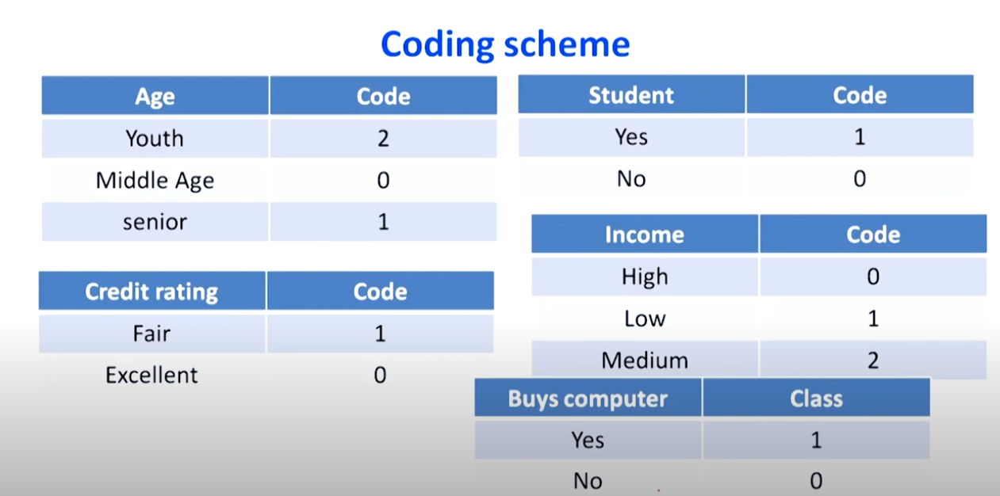 Coding scheme
Age Code
Youth 2
Middle Age 0
senior 1
Credit rating Code
Fair 1
Excellent 0
Student Code
Yes 1
No 0
Income Code
High 0
Low 1
Medium 2
Buys computer Class
Yes 1
No 0